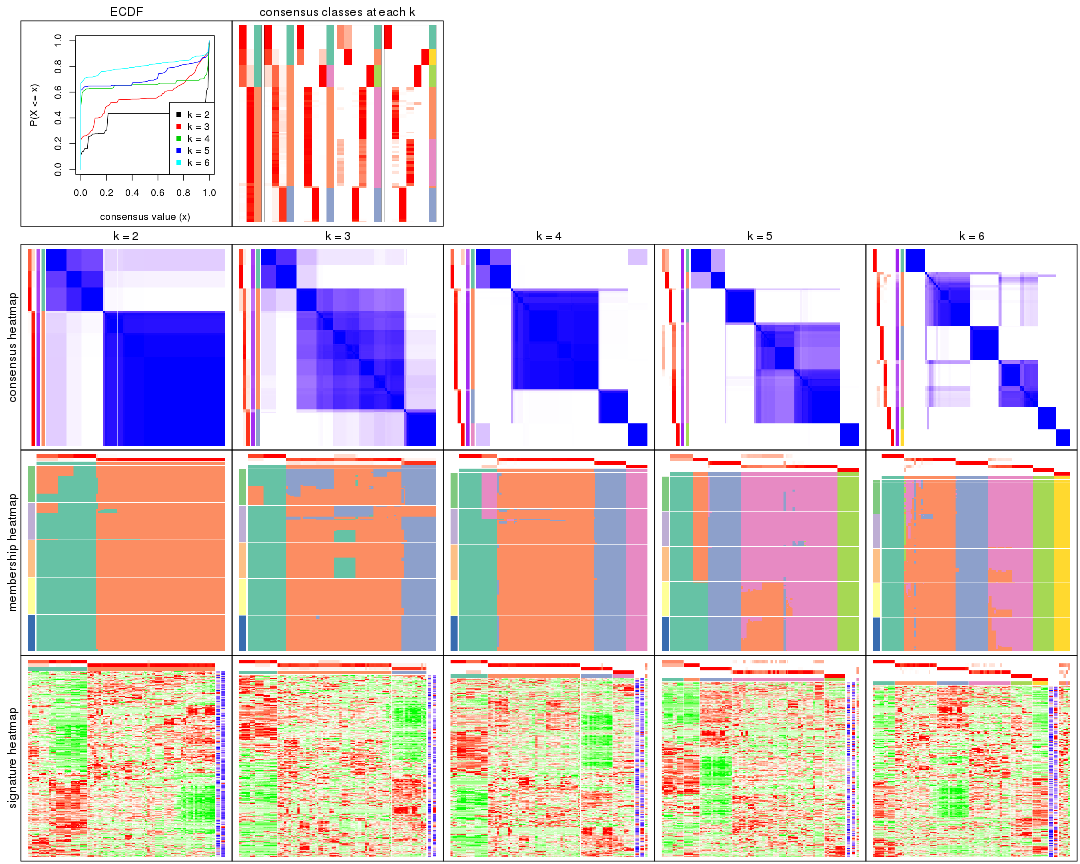 ECDF
consensus classes at each k
P(X <= x)
1.0
0.8
0.6
0.4
0.2
0.0
k = 2
k = 3
k = 4
k = 5
k = 6
0.0 0.2 0.4 0.6 0.8 1.0
consensus value (x)
k = 2
k = 3
k = 4
k = 5
k = 6
consensus heatmap
membership heatmap
signature heatmap